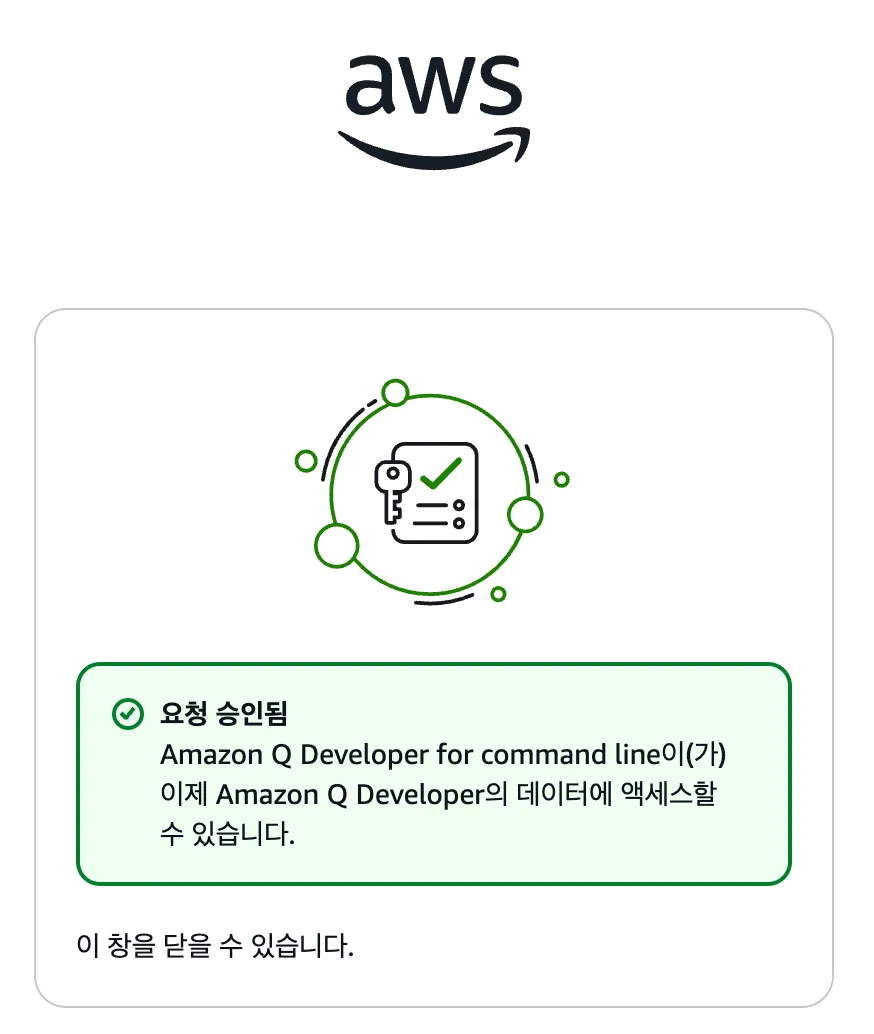 aws
요청 승인됨
Amazon Q Developer for command line이(가)
이제 Amazon Q Developer의 데이터에 액세스할
수 있습니다.
이 창을 닫을 수 있습니다.